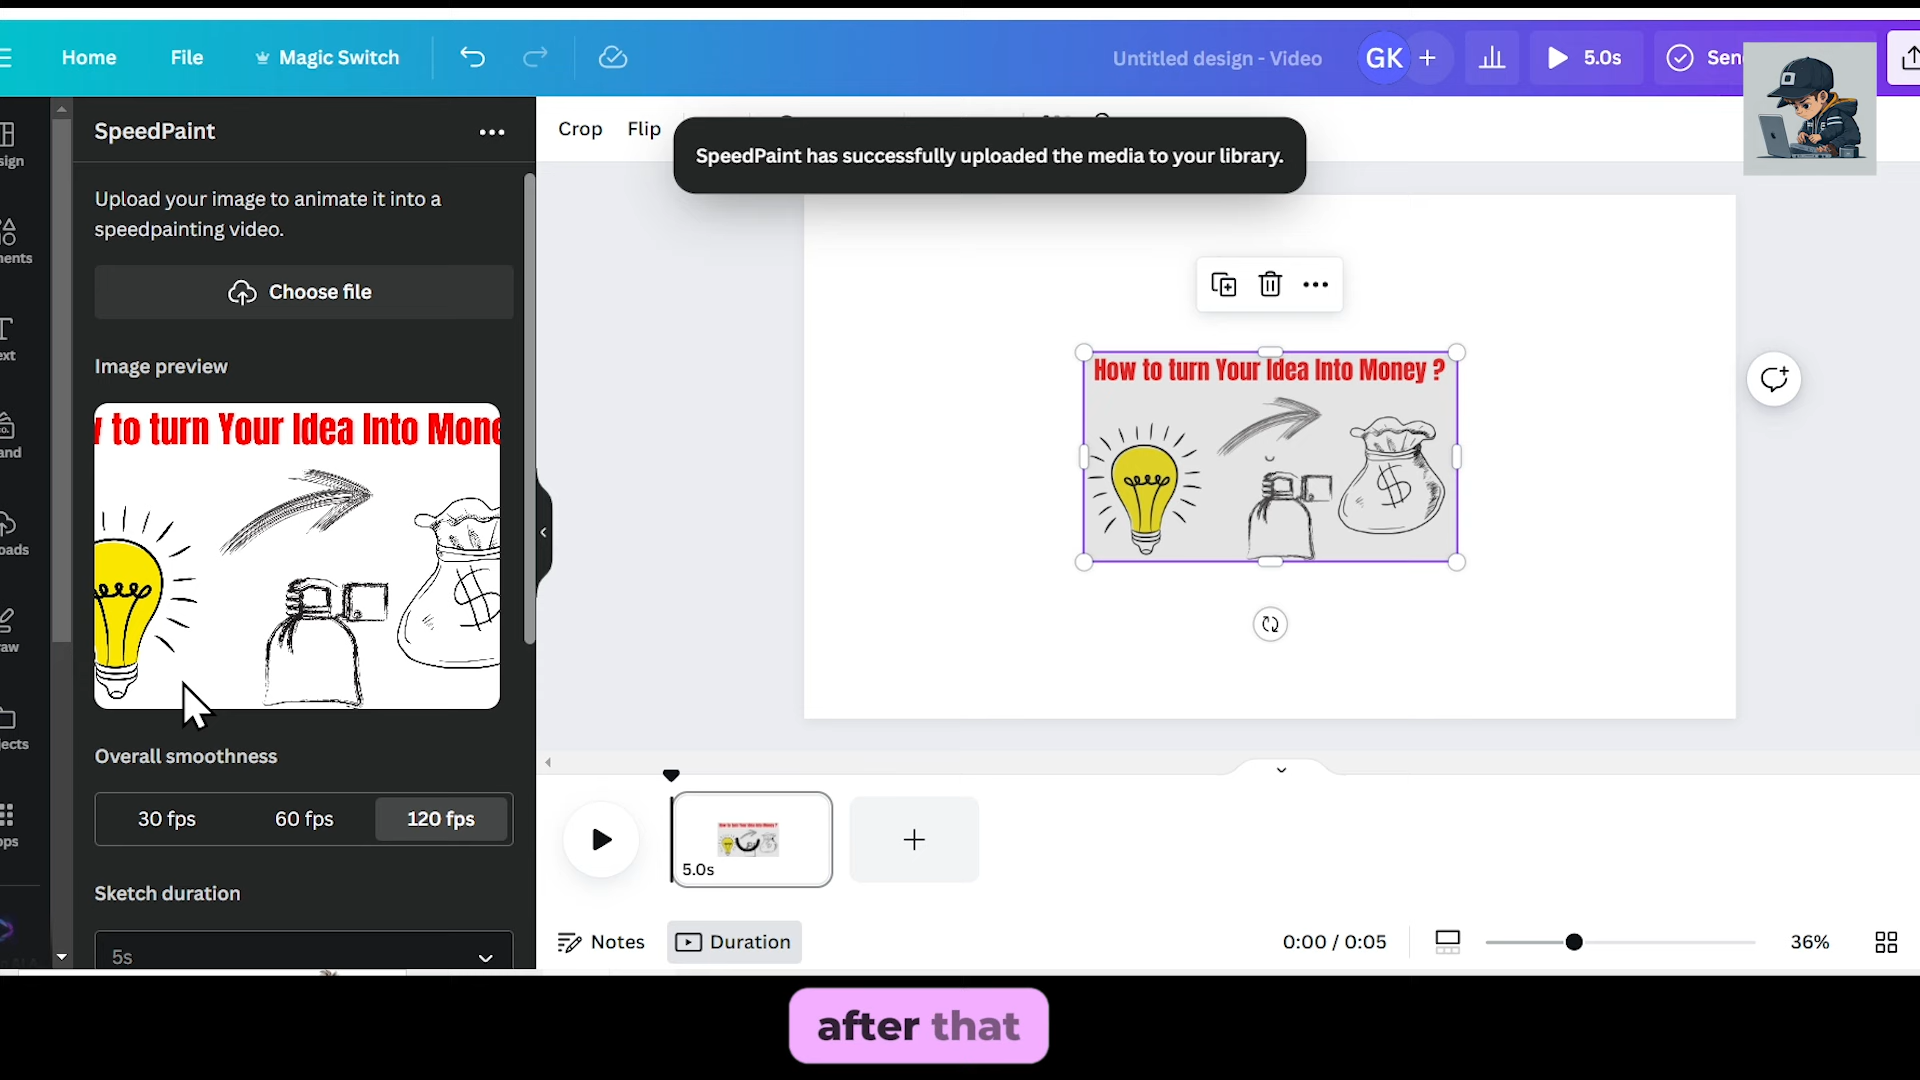 Home
File
Magic Switch
Untitled design - Video
GK
5.0s
SpeedPaint
Crop
Flip
SpeedPaint has successfully uploaded the media to your library.
Upload your image to animate it into a
speedpainting video.
Choose file
Image preview
to turn Your Idea Into
How to turn Your Idea Into Money ?
$
$
Overall smoothness
30 fps
60 fps
120 fps
5.0s
Sketch duration
5s
Notes
Duration
0:00 / 0:05
36%
after that